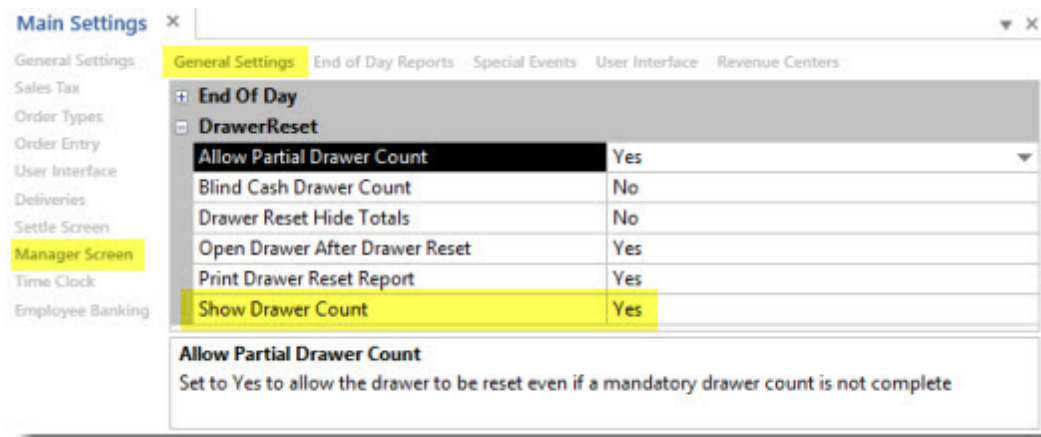 Main Settings
General Settings
Sales Tax
Order Types
Order Entry
User Interface
Deliveries
Settle Screen
Manager Screen
Time Clock
Employee Banking
General Settings End of Day Reports Special Events User Interface Revenue Centers
End Of Day
DrawerReset
Allow Partial Drawer Count Yes
Blind Cash Drawer Count No
Drawer Reset Hide Totals No
Open Drawer After Drawer Reset Yes
Print Drawer Reset Report Yes
Show Drawer Count Yes
Allow Partial Drawer Count
Set to Yes to allow the drawer to be reset even if a mandatory drawer count is not complete